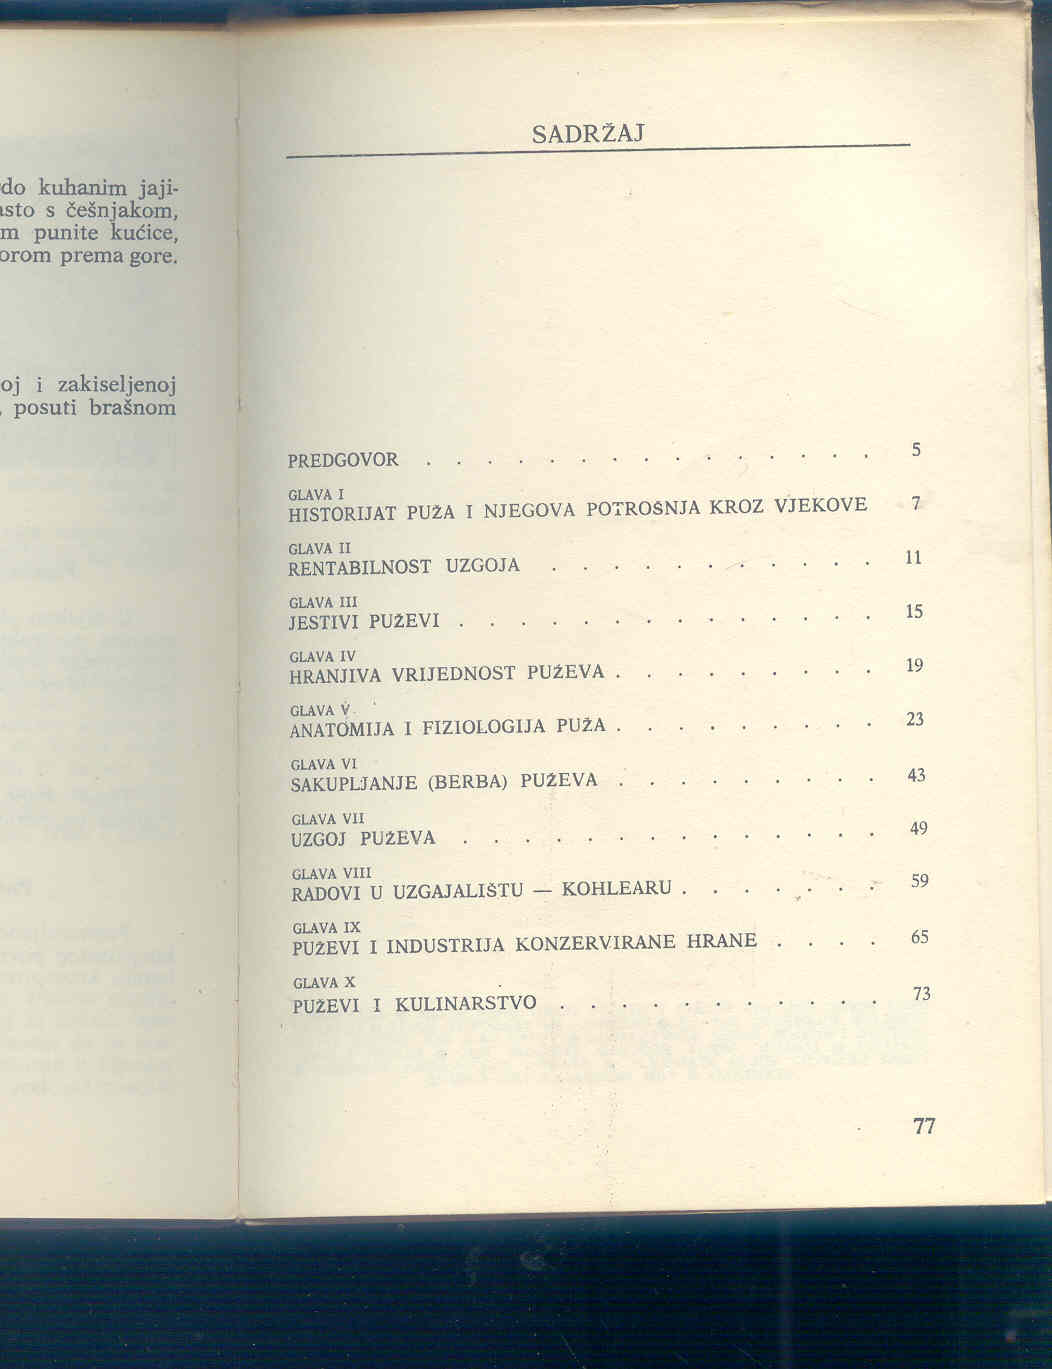 do kuhanim jaji-
sto s češnjakom,
m punite kućice,
orom prema gore.
oj i zakiseljenoj
, posuti brašnom
SADRŽAJ
PREDGOVOR . . . . . . . . . . . . . . . 5
GLAVA I
HISTORIJAT PUŽA I NJEGOVA POTROŠNJA KROZ VJEKOVE 7
GLAVA II
RENTABILNOST UZGOJA . . . . . . . . . . . 11
GLAVA III
JESTIVI PUŽEVI . . . . . . . . . . . . . . 15
GLAVA IV
HRANJIVA VRIJEDNOST PUŽEVA . . . . . . . . . 19
GLAVA V
ANATOMIJA I FIZIOLOGIJA PUŽA . . . . . . . . . 23
GLAVA VI
SAKUPLJANJE (BERBA) PUŽEVA . . . . . . . . . 43
GLAVA VII
UZGOJ PUŽEVA . . . . . . . . . . . . . . 49
GLAVA VIII
RADOVI U UZGAJALIŠTU — KOHLEARU . . . . . . . 59
GLAVA IX
PUŽEVI I INDUSTRIJA KONZERVIRANE HRANE . . . . 65
GLAVA X
PUŽEVI I KULINARSTVO . . . . . . . . . . . 73
77